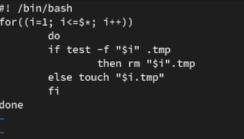 #! /bin/bash
for((i=1; i<=$*; i++))
do
if test -f "$i" .tmp
then rm "$i".tmp
else touch "$i.tmp"
fi
done
~
~